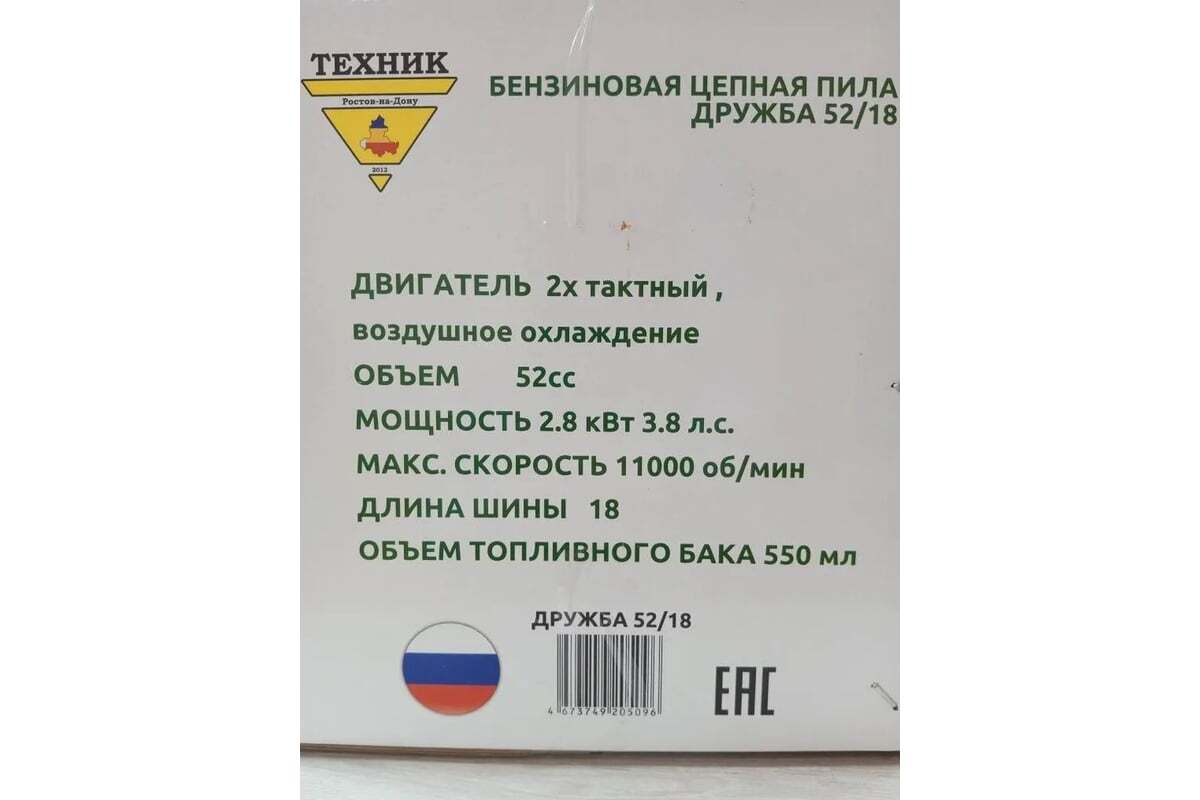 ТЕХНИК
Ростов-на-Дону
2012
БЕНЗИНОВАЯ ЦЕПНАЯ ПИЛА
ДРУЖБА 52/18
ДВИГАТЕЛЬ 2х тактный ,
воздушное охлаждение
ОБЪЕМ 52сс
МОЩНОСТЬ 2.8 кВт 3.8 л.с.
МАКС. СКОРОСТЬ 11000 об/мин
ДЛИНА ШИНЫ 18
ОБЪЕМ ТОПЛИВНОГО БАКА 550 мл
ДРУЖБА 52/18
4 673749 205096
EAC